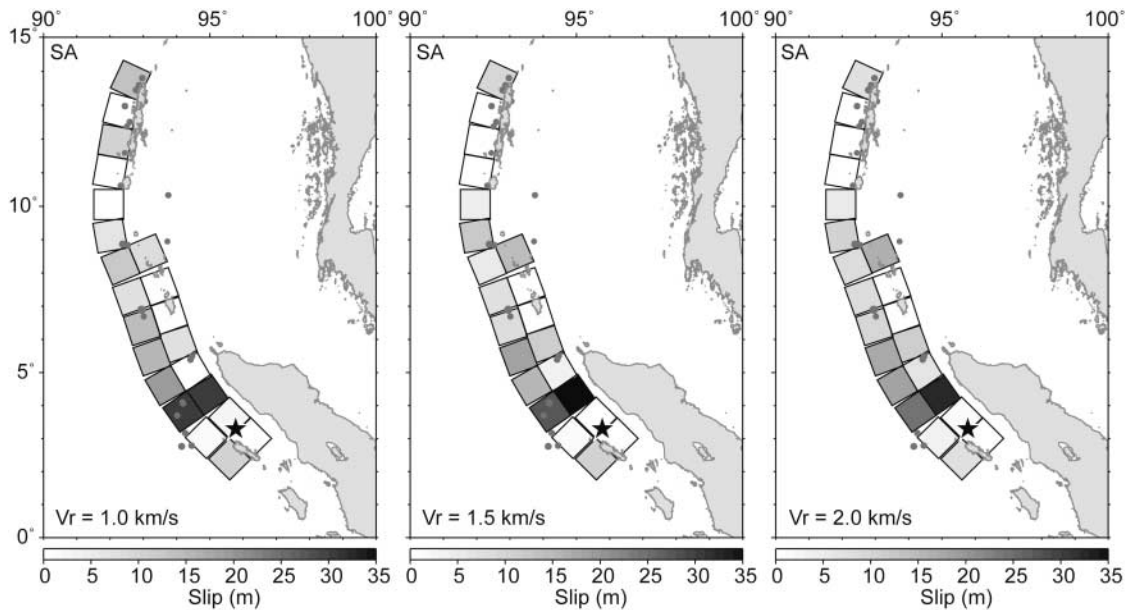 90° 95° 100° 90° 95° 100° 90° 95° 100°
15°
SA SA SA
10°
5°
Vr = 1.0 km/s Vr = 1.5 km/s Vr = 2.0 km/s
0°
0 5 10 15 20 25 30 35 0 5 10 15 20 25 30 35 0 5 10 15 20 25 30 35
Slip (m) Slip (m) Slip (m)